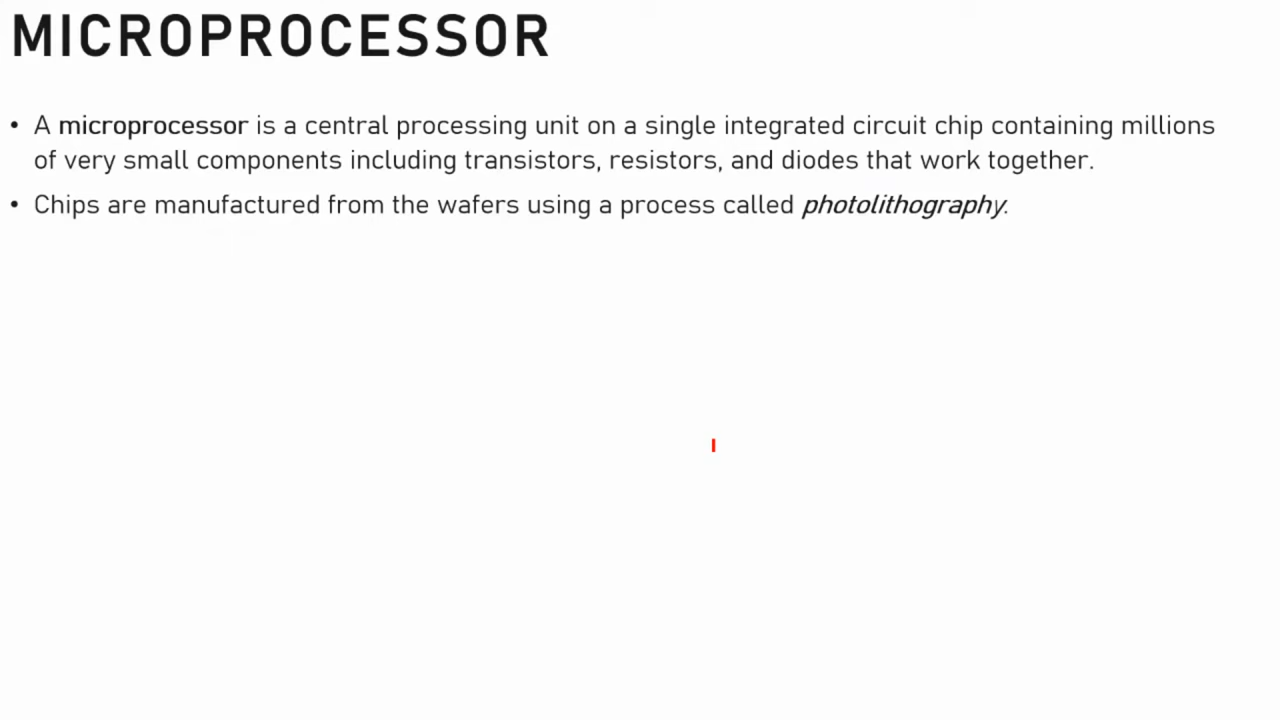 MICROPROCESSOR
• A microprocessor is a central processing unit on a single integrated circuit chip containing millions
of very small components including transistors, resistors, and diodes that work together.
• Chips are manufactured from the wafers using a process called photolithography.